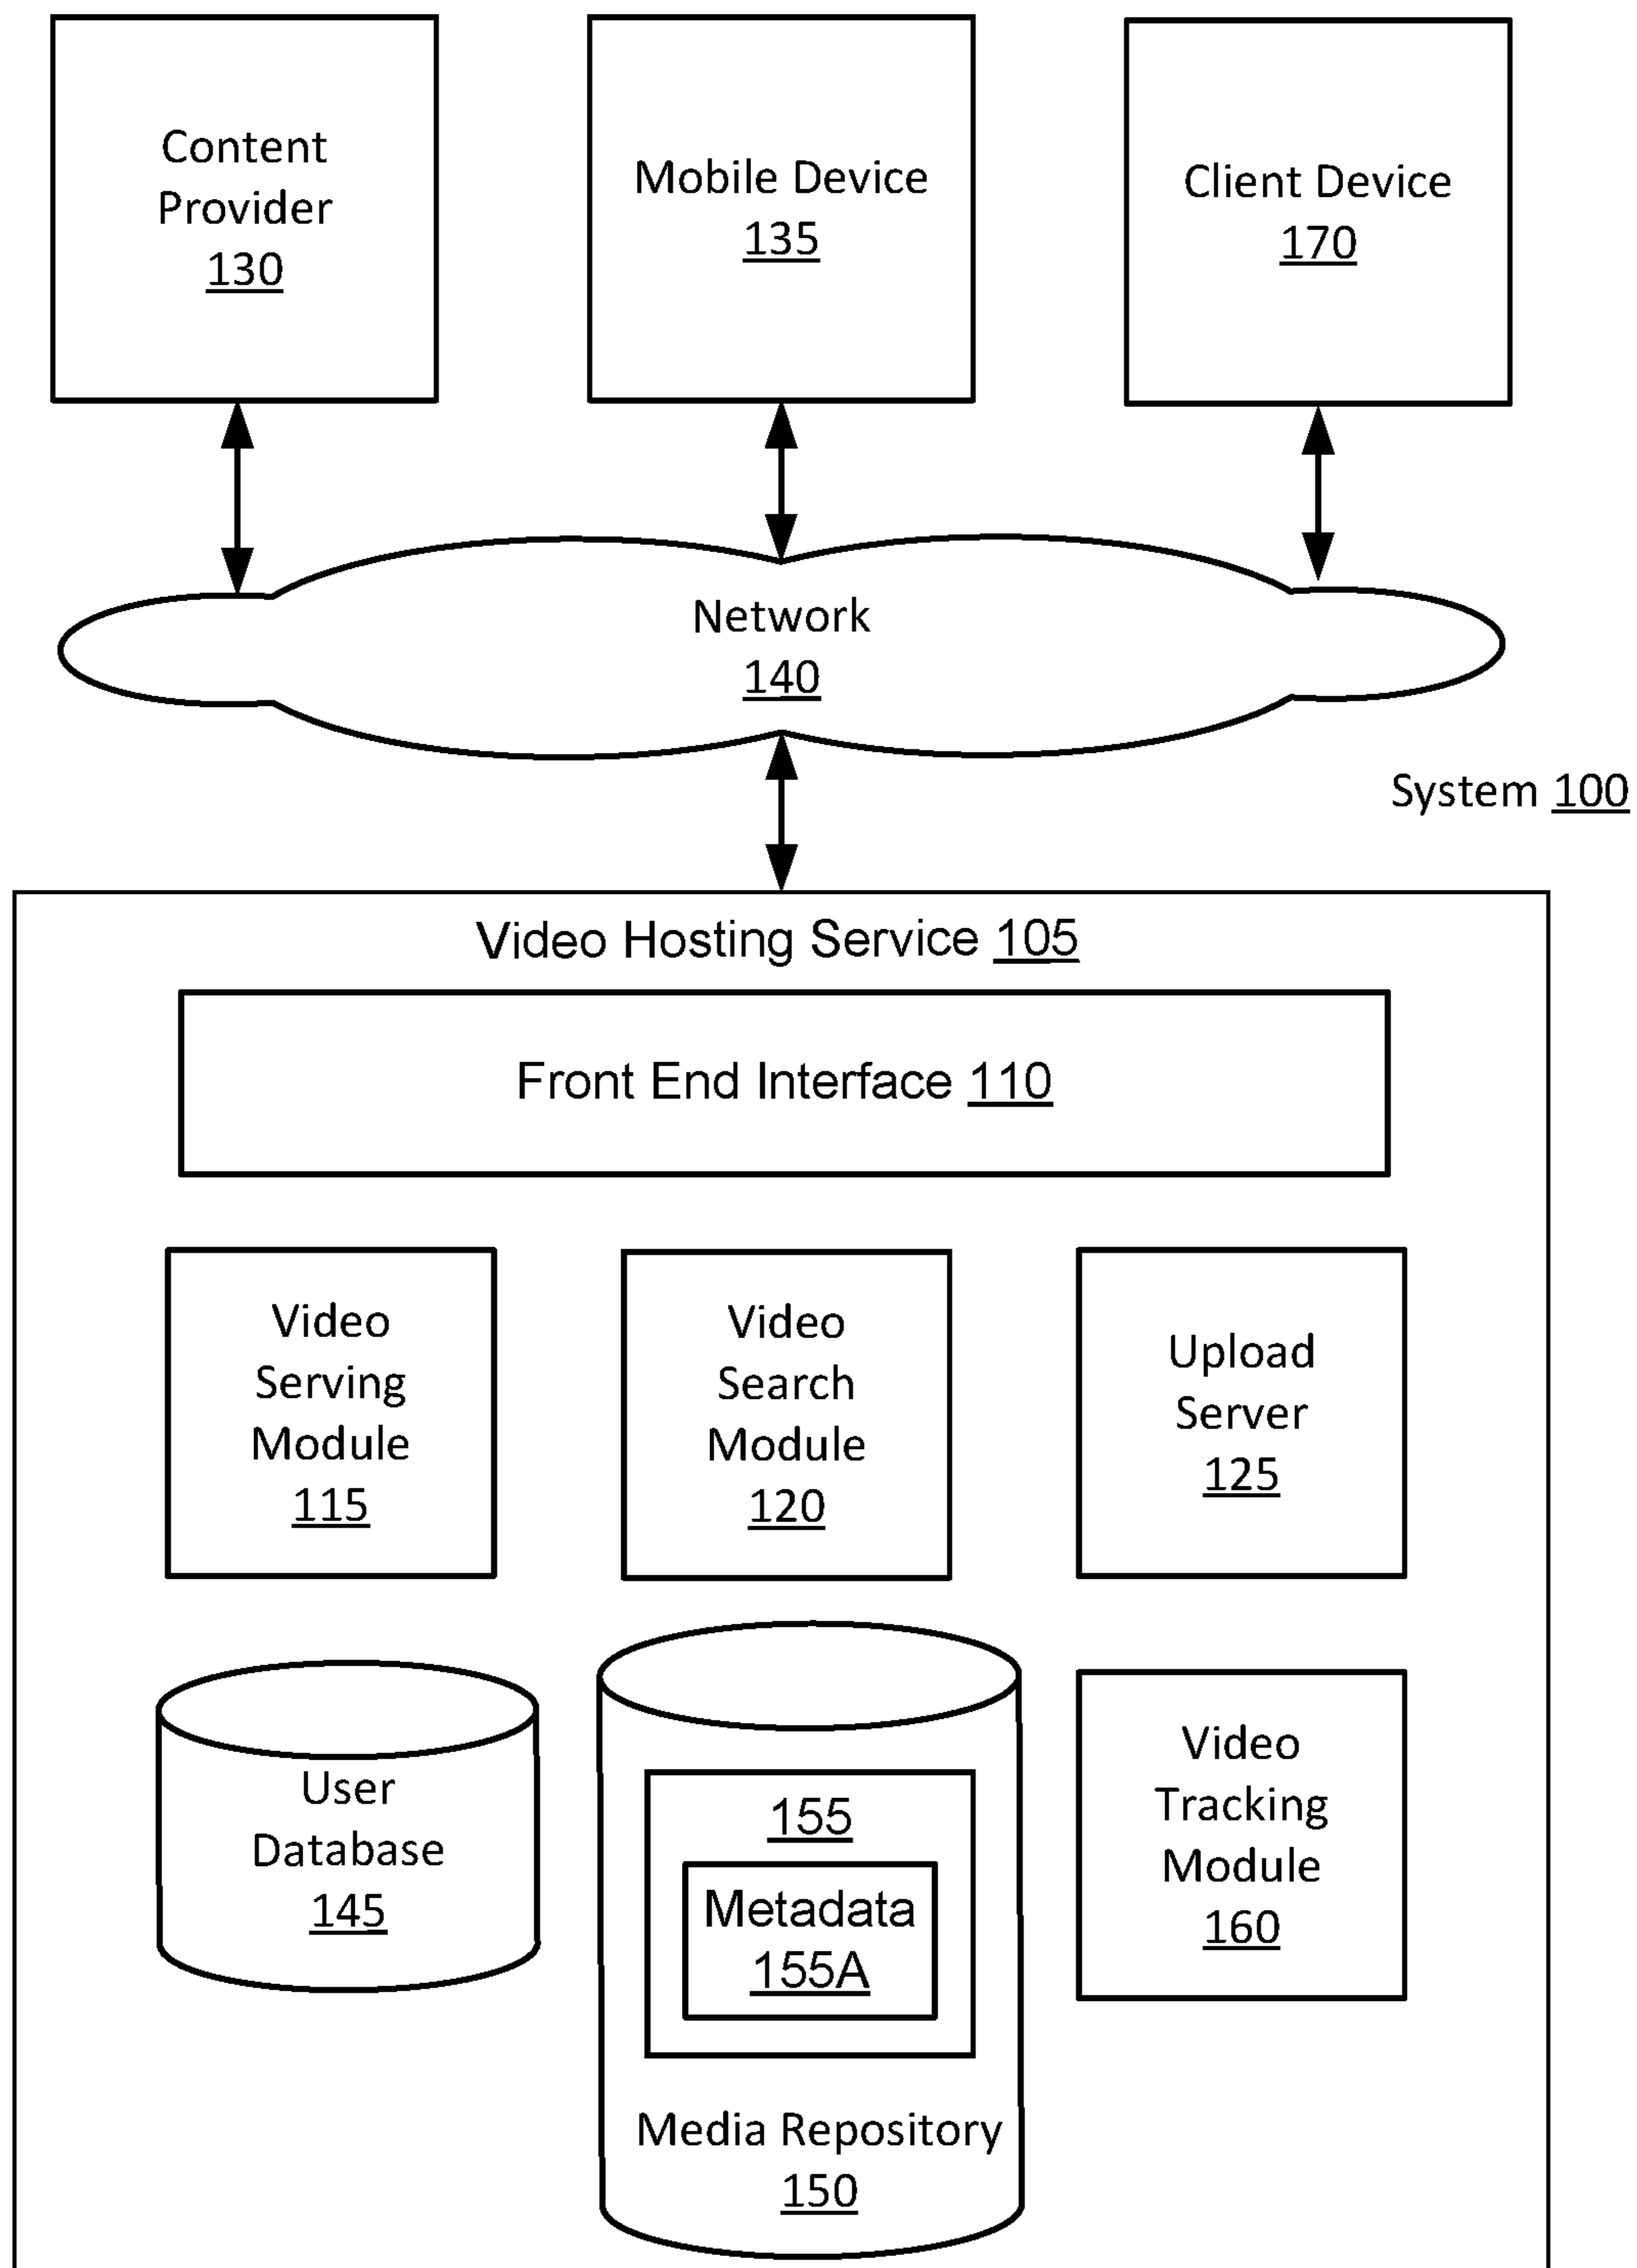 Content
Provider
130
Mobile Device
135
Client Device
170
Network
140
System 100
Video Hosting Service 105
Front End Interface 110
Video
Serving
Module
115
Video
Search
Module
120
Upload
Server
125
User
Database
145
155
Metadata
155A
Media Repository
150
Video
Tracking
Module
160